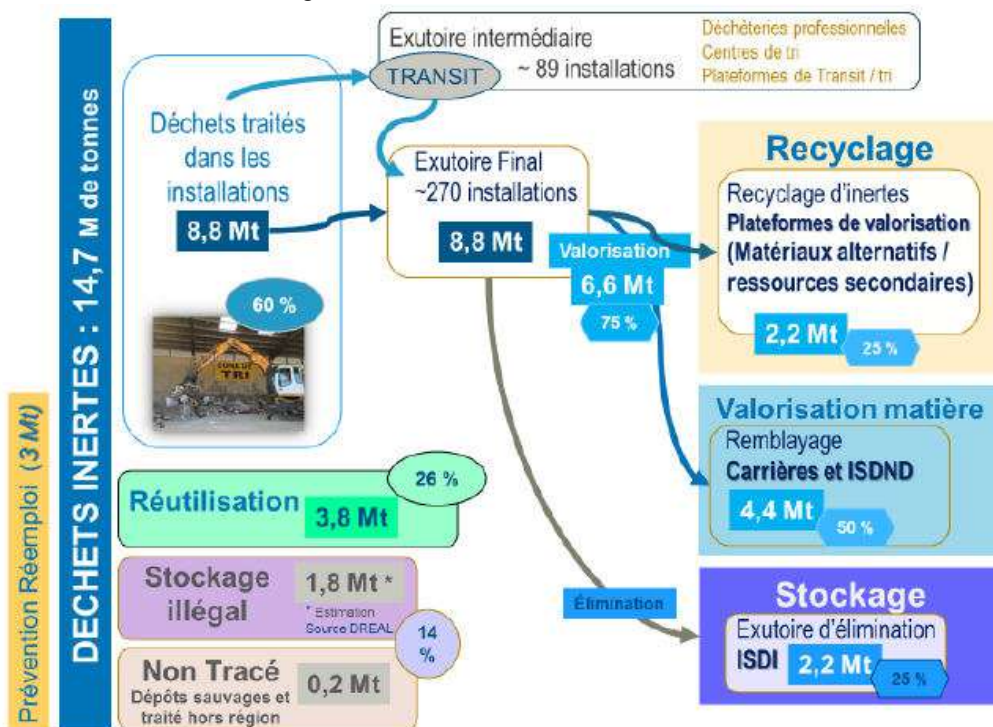 Prévention Réemploi (3 Mt)
DECHETS INERTES : 14,7 M de tonnes
Exutoire intermédiaire
~ 89 installations
TRANSIT
Déchèteries professionnelles
Centres de tri
Plateformes de Transit / tri
Déchets traités
dans les
installations
8,8 Mt
60 %
ZONE DE
TRI
Exutoire Final
~270 installations
8,8 Mt
Valorisation
6,6 Mt
75 %
Recyclage
Recyclage d'inertes
Plateformes de valorisation
(Matériaux alternatifs /
ressources secondaires)
2,2 Mt
25 %
Valorisation matière
Remblayage
Carrières et ISDND
4,4 Mt
50 %
Réutilisation
3,8 Mt
26 %
Stockage
illégal
1,8 Mt *
* Estimation
Source DREAL
14
%
Non Tracé
Dépôts sauvages et
traité hors région
0,2 Mt
Élimination
Stockage
Exutoire d'élimination
ISDI
2,2 Mt
25 %